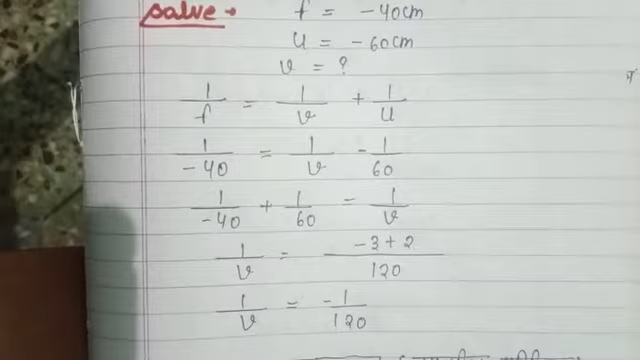 Salve.
f = -40cm
u = -60cm
v = ?
1/f = 1/v + 1/u
1/-40 = 1/v - 1/60
1/-40 + 1/60 = 1/v
1/v = -3+2/120
1/v = -1/120